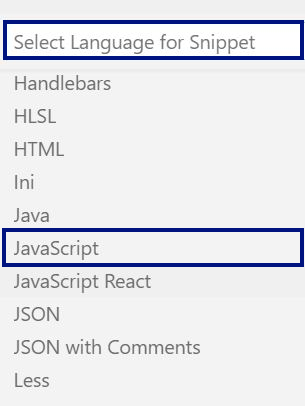 Select Language for Snippet
Handlebars
HLSL
HTML
Ini
Java
JavaScript
JavaScript React
JSON
JSON with Comments
Less